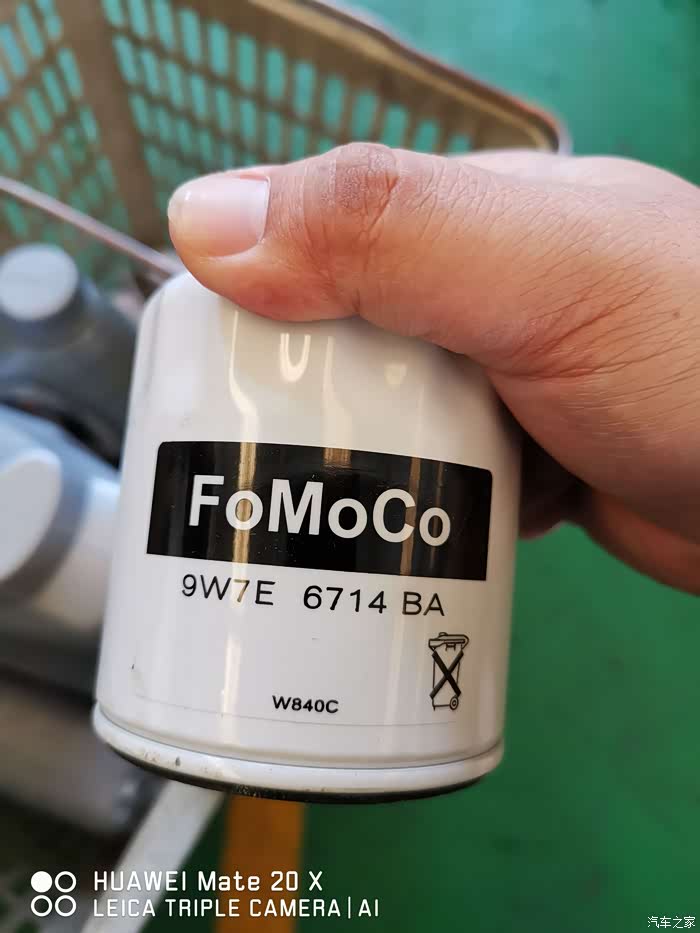 FoMoCo
9W7E 6714 BA
W840C
HUAWEI Mate 20 X
LEICA TRIPLE CAMERA|AI
汽车之家